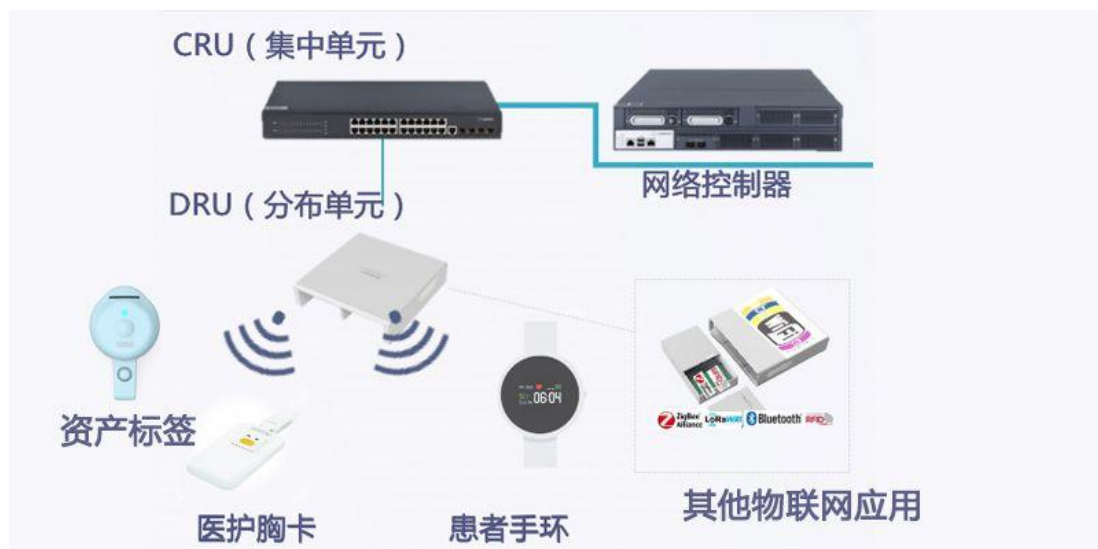 CRU（集中单元）
网络控制器
DRU（分布单元）
06:04
资产标签
ZigBee Alliance
LoRaWAN
Bluetooth
RFID
医护胸卡
患者手环
其他物联网应用